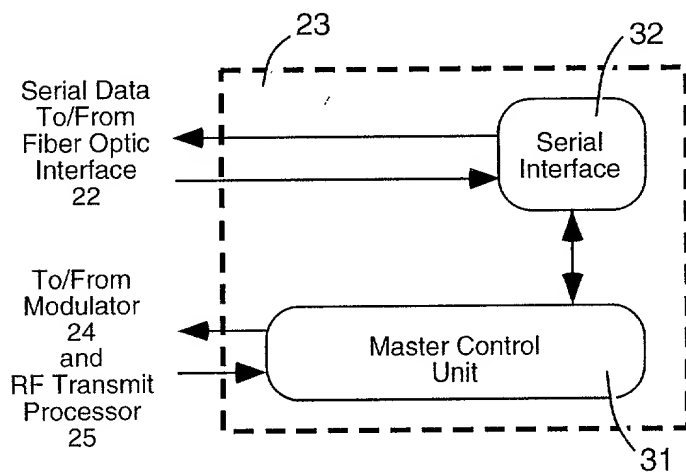 23
32
Serial Data
To/From
Fiber Optic
Interface
22
Serial
Interface
To/From
Modulator
24
and
RF Transmit
Processor
25
Master Control
Unit
31